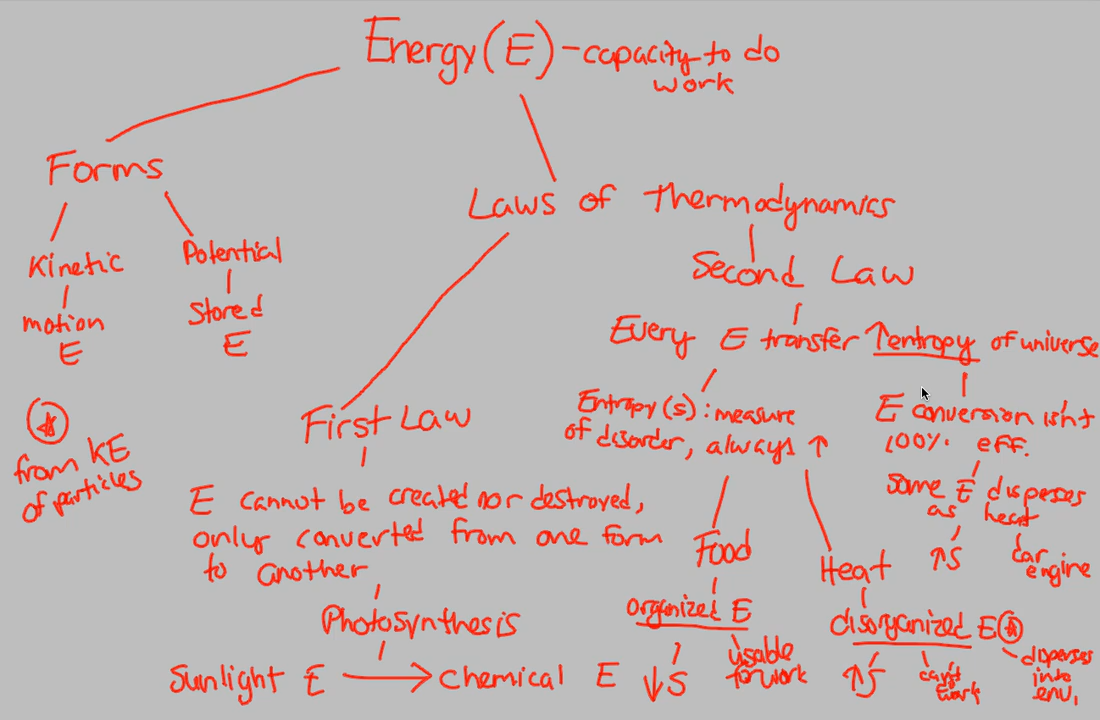 Energy (E) - capacity to do
work
Forms
Kinetic
motion
E
Potential
Stored
E
from KE
of particles
Laws of Thermodynamics
First Law
E cannot be created nor destroyed,
only converted from one form
to another
Photosynthesis
Sunlight E → chemical E
Second Law
Every E transfer ↑entropy of universe
Entropy (S) : measure
of disorder, always ↑
Food
organized E
↓S
usable
for work
Heat
disorganized E
↑S
can't
work
disperses
into
env.
E conversion isn't
100% eff.
Some E disperses
as heat
↑S
car
engine